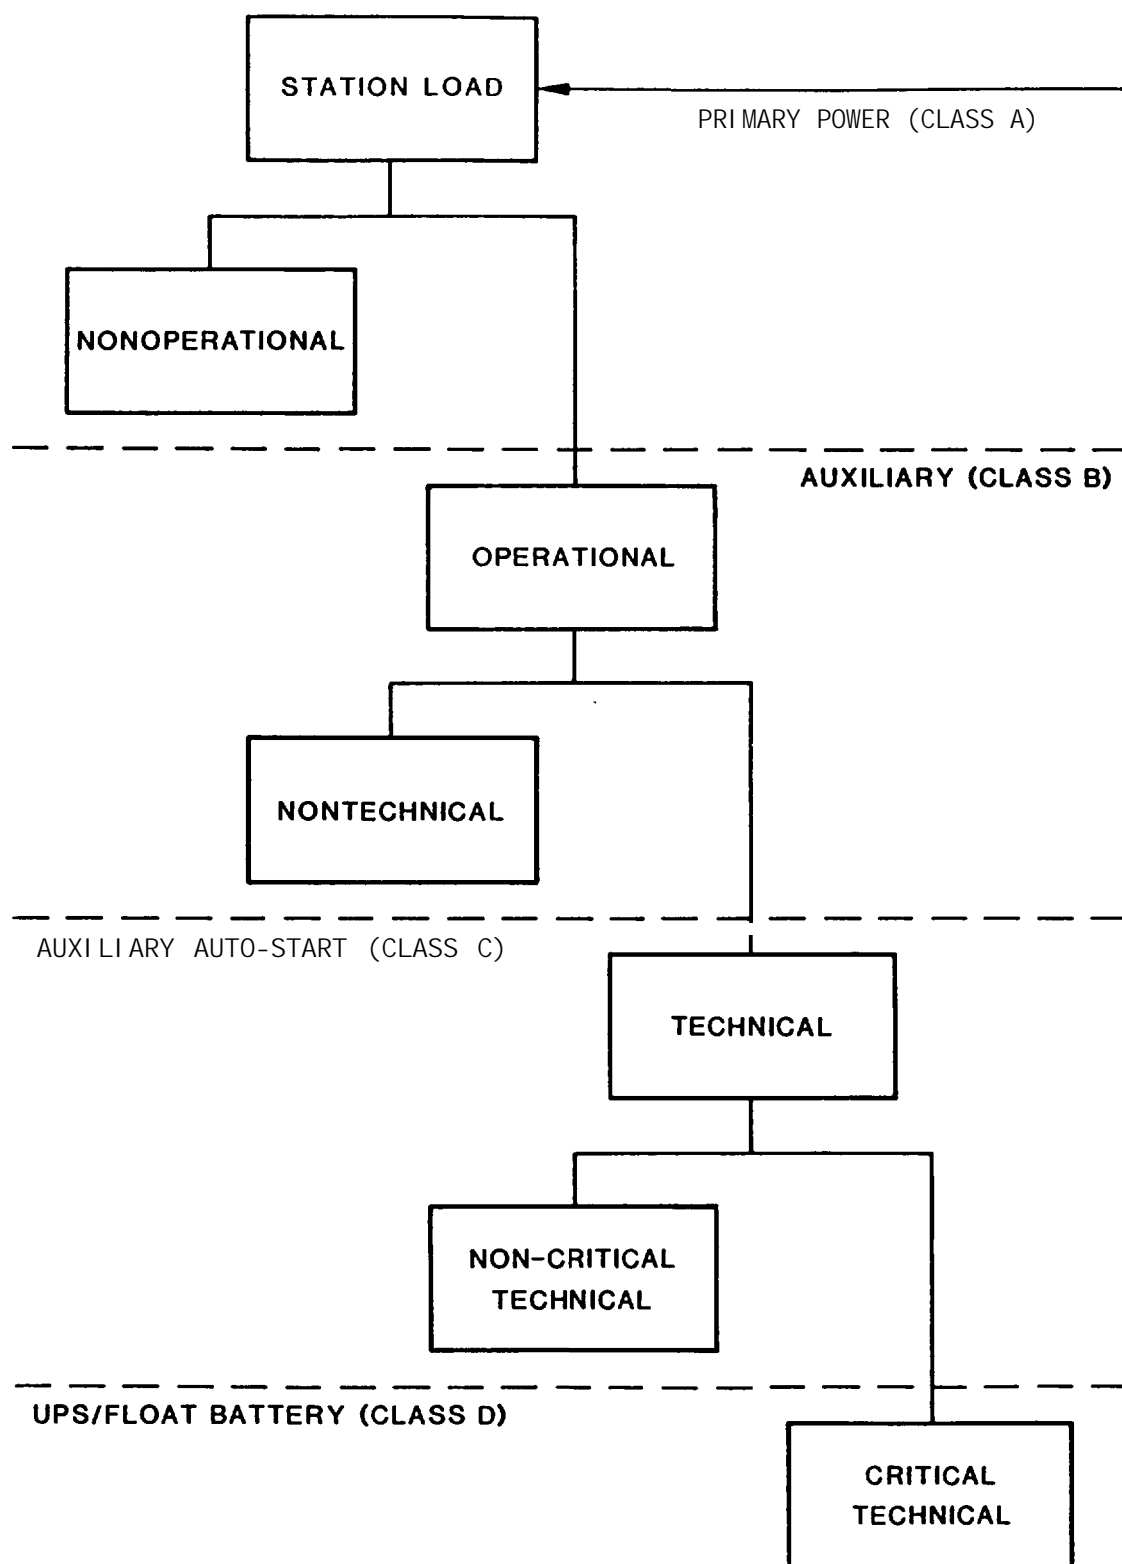 STATION LOAD
PRIMARY POWER (CLASS A)
NONOPERATIONAL
AUXILIARY (CLASS B)
OPERATIONAL
NONTECHNICAL
AUXILIARY AUTO-START (CLASS C)
TECHNICAL
NON-CRITICAL
TECHNICAL
UPS/FLOAT BATTERY (CLASS D)
CRITICAL
TECHNICAL